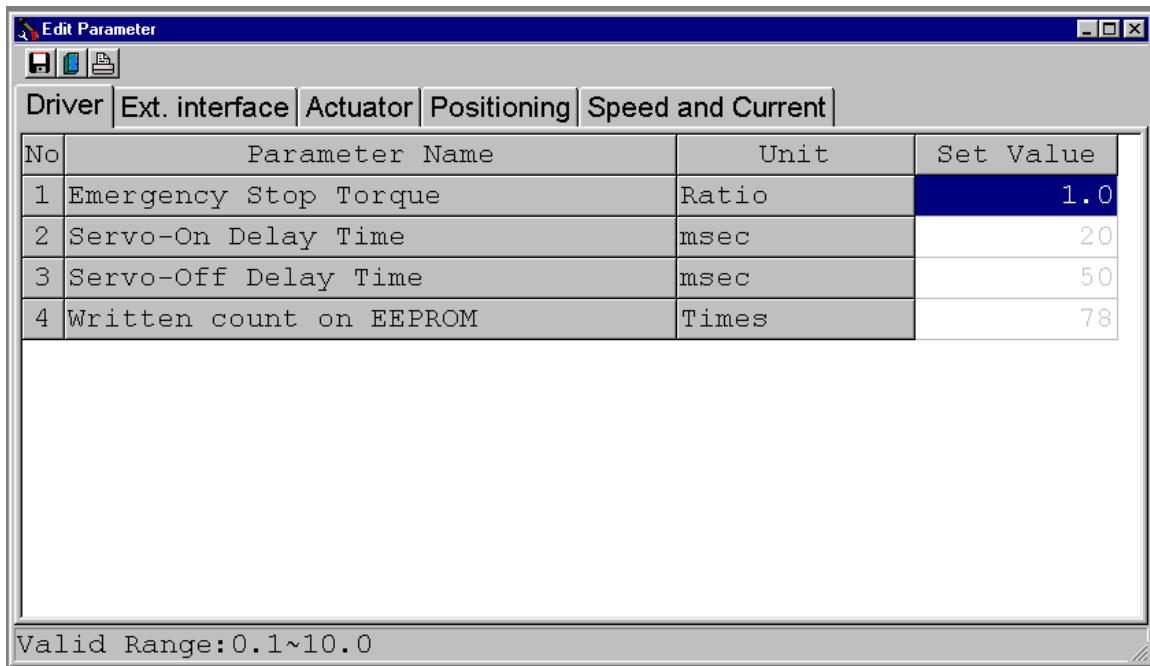 Edit Parameter
Driver Ext. interface Actuator Positioning Speed and Current
No Parameter Name Unit Set Value
1 Emergency Stop Torque Ratio 1.0
2 Servo-On Delay Time msec 20
3 Servo-Off Delay Time msec 50
4 Written count on EEPROM Times 78
Valid Range:0.1~10.0